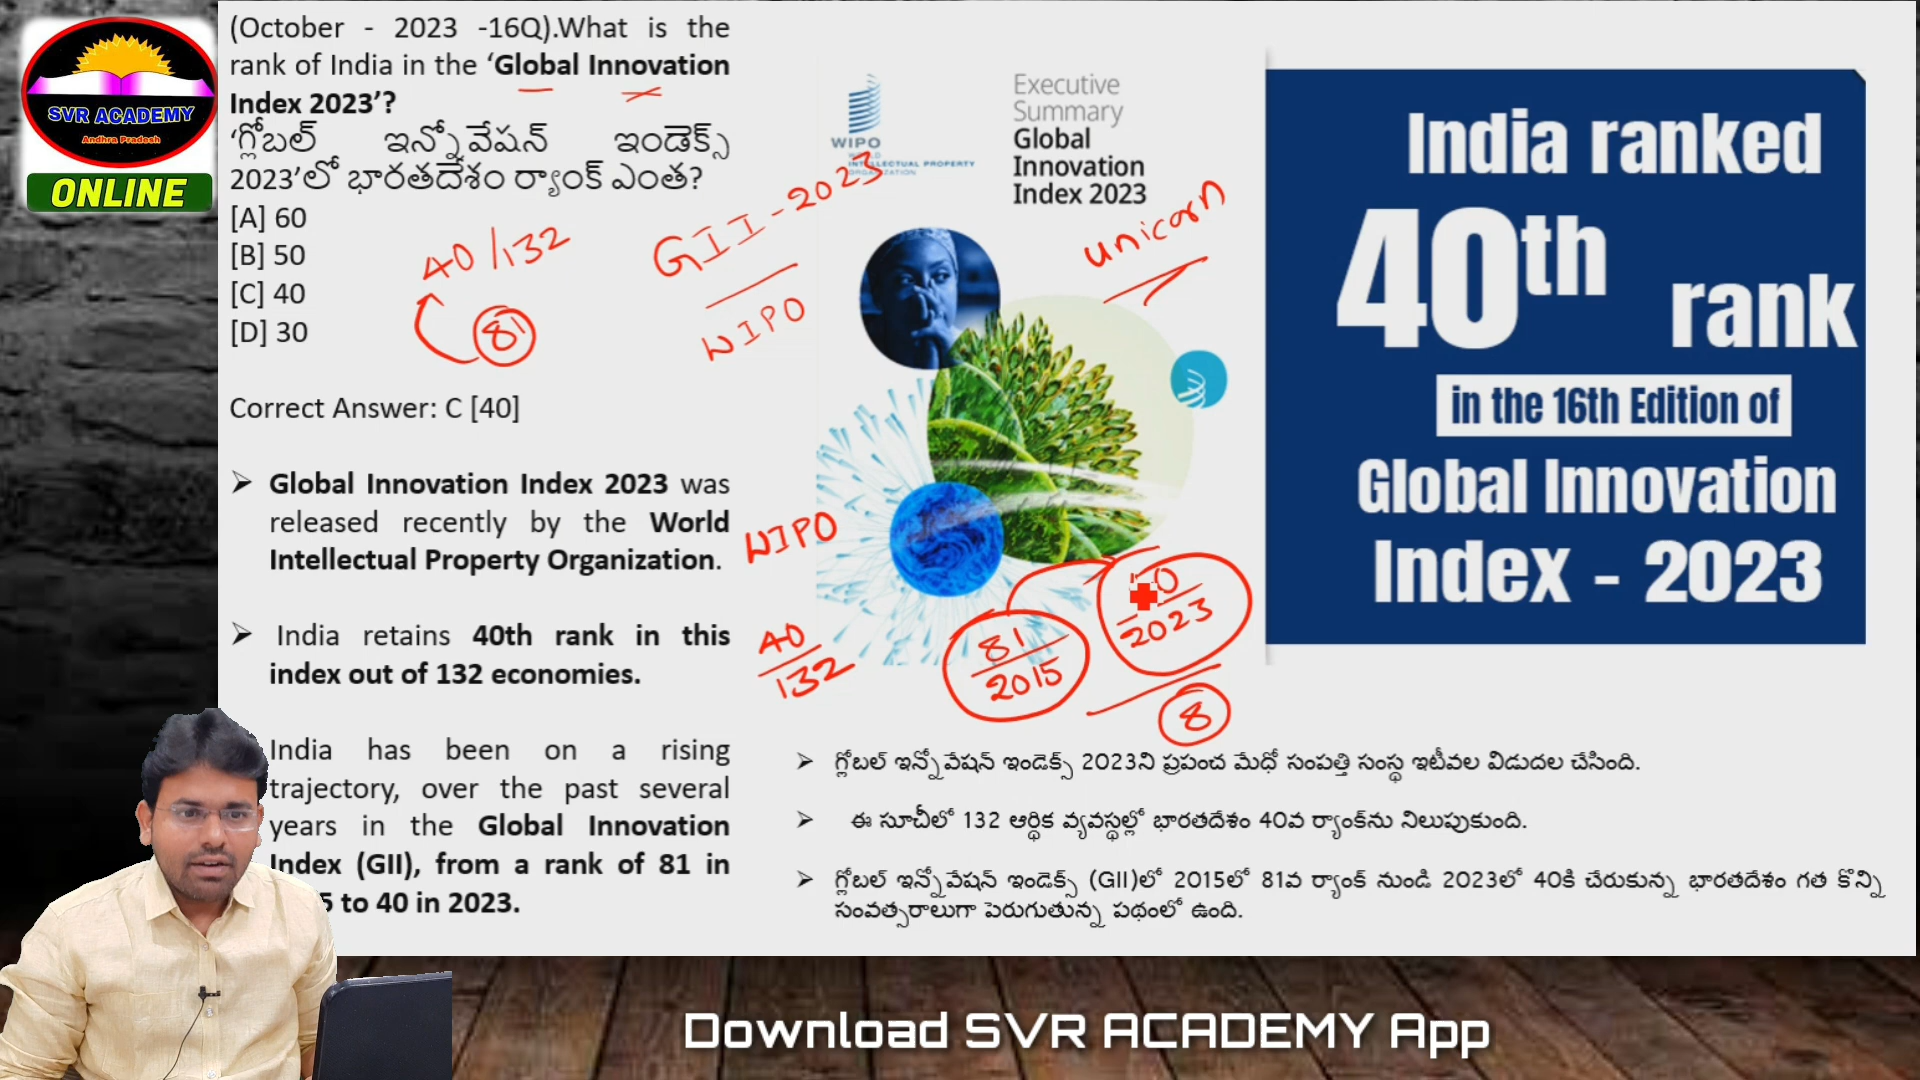 SVR ACADEMY
Andhra Pradesh
ONLINE
(October - 2023 -16Q).What is the
rank of India in the ‘Global Innovation
Index 2023’?
‘గ్లోబల్ ఇన్నోవేషన్ ఇండెక్స్
2023’లో భారతదేశం ర్యాంక్ ఎంత?
[A] 60
[B] 50
[C] 40
[D] 30
40/132
81
GII-2023
WIPO
Correct Answer: C [40]
Global Innovation Index 2023 was
released recently by the World
Intellectual Property Organization.
India retains 40th rank in this
index out of 132 economies.
India has been on a rising
trajectory, over the past several
years in the Global Innovation
Index (GII), from a rank of 81 in
5 to 40 in 2023.
WIPO
INTELLECTUAL PROPERTY
Executive
Summary
Global
Innovation
Index 2023
unicorn
WIPO
40
132
81
2015
2023
8
India ranked
40th rank
in the 16th Edition of
Global Innovation
Index - 2023
గ్లోబల్ ఇన్నోవేషన్ ఇండెక్స్ 2023ని ప్రపంచ మేధో సంపత్తి సంస్థ ఇటీవల విడుదల చేసింది.
ఈ సూచీలో 132 ఆర్థిక వ్యవస్థల్లో భారతదేశం 40వ ర్యాంక్‌ను నిలుపుకుంది.
గ్లోబల్ ఇన్నోవేషన్ ఇండెక్స్ (GII)లో 2015లో 81వ ర్యాంక్ నుండి 2023లో 40కి చేరుకున్న భారతదేశం గత కొన్ని
సంవత్సరాలుగా పెరుగుతున్న పథంలో ఉంది.
Download SVR ACADEMY App